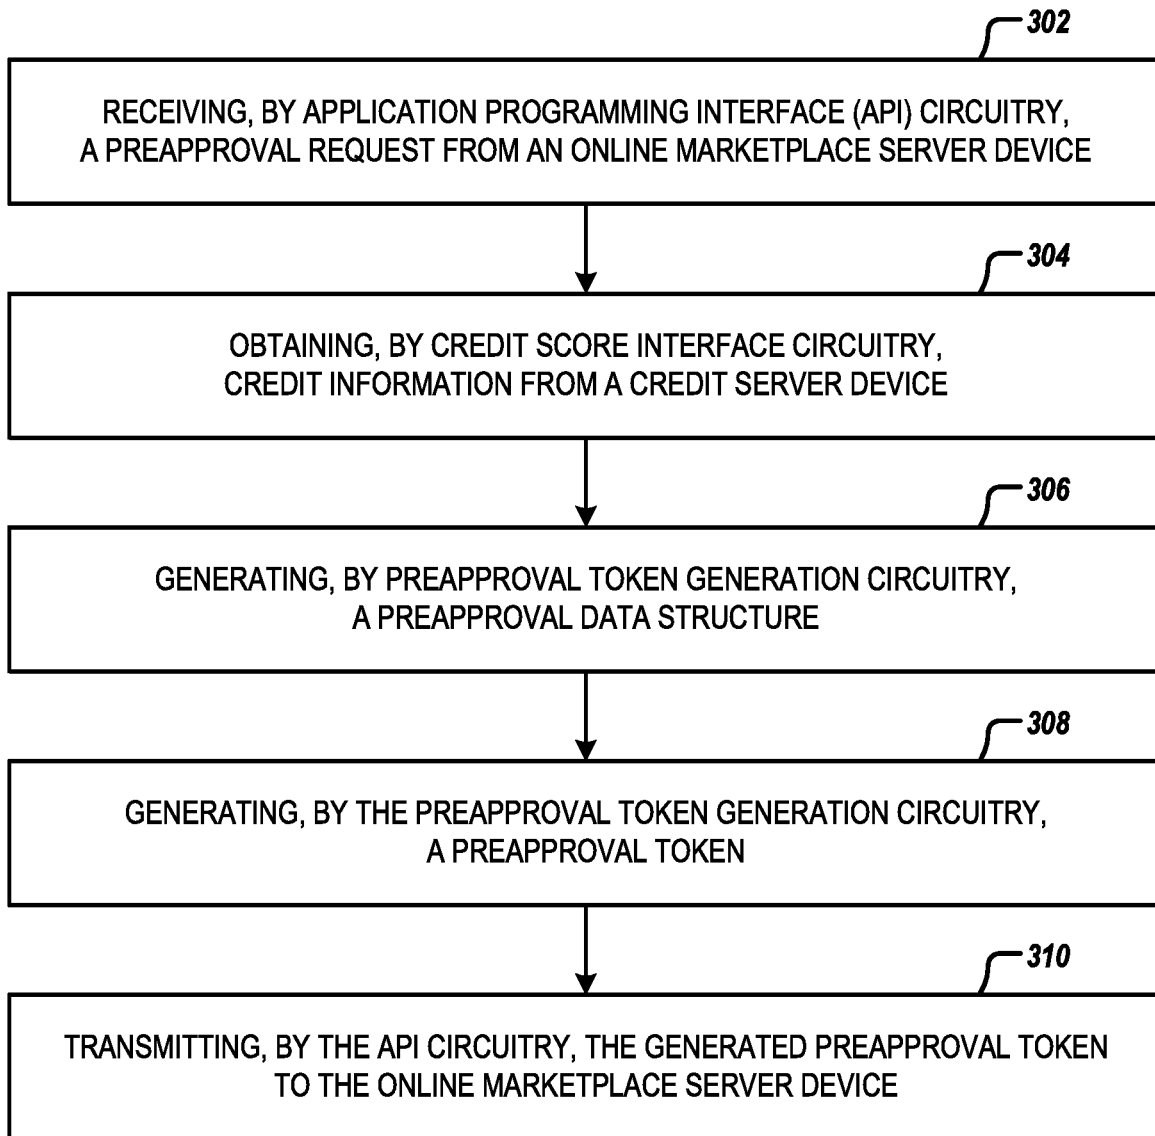 302
RECEIVING, BY APPLICATION PROGRAMMING INTERFACE (API) CIRCUITRY,
A PREAPPROVAL REQUEST FROM AN ONLINE MARKETPLACE SERVER DEVICE
304
OBTAINING, BY CREDIT SCORE INTERFACE CIRCUITRY,
CREDIT INFORMATION FROM A CREDIT SERVER DEVICE
306
GENERATING, BY PREAPPROVAL TOKEN GENERATION CIRCUITRY,
A PREAPPROVAL DATA STRUCTURE
308
GENERATING, BY THE PREAPPROVAL TOKEN GENERATION CIRCUITRY,
A PREAPPROVAL TOKEN
310
TRANSMITTING, BY THE API CIRCUITRY, THE GENERATED PREAPPROVAL TOKEN
TO THE ONLINE MARKETPLACE SERVER DEVICE